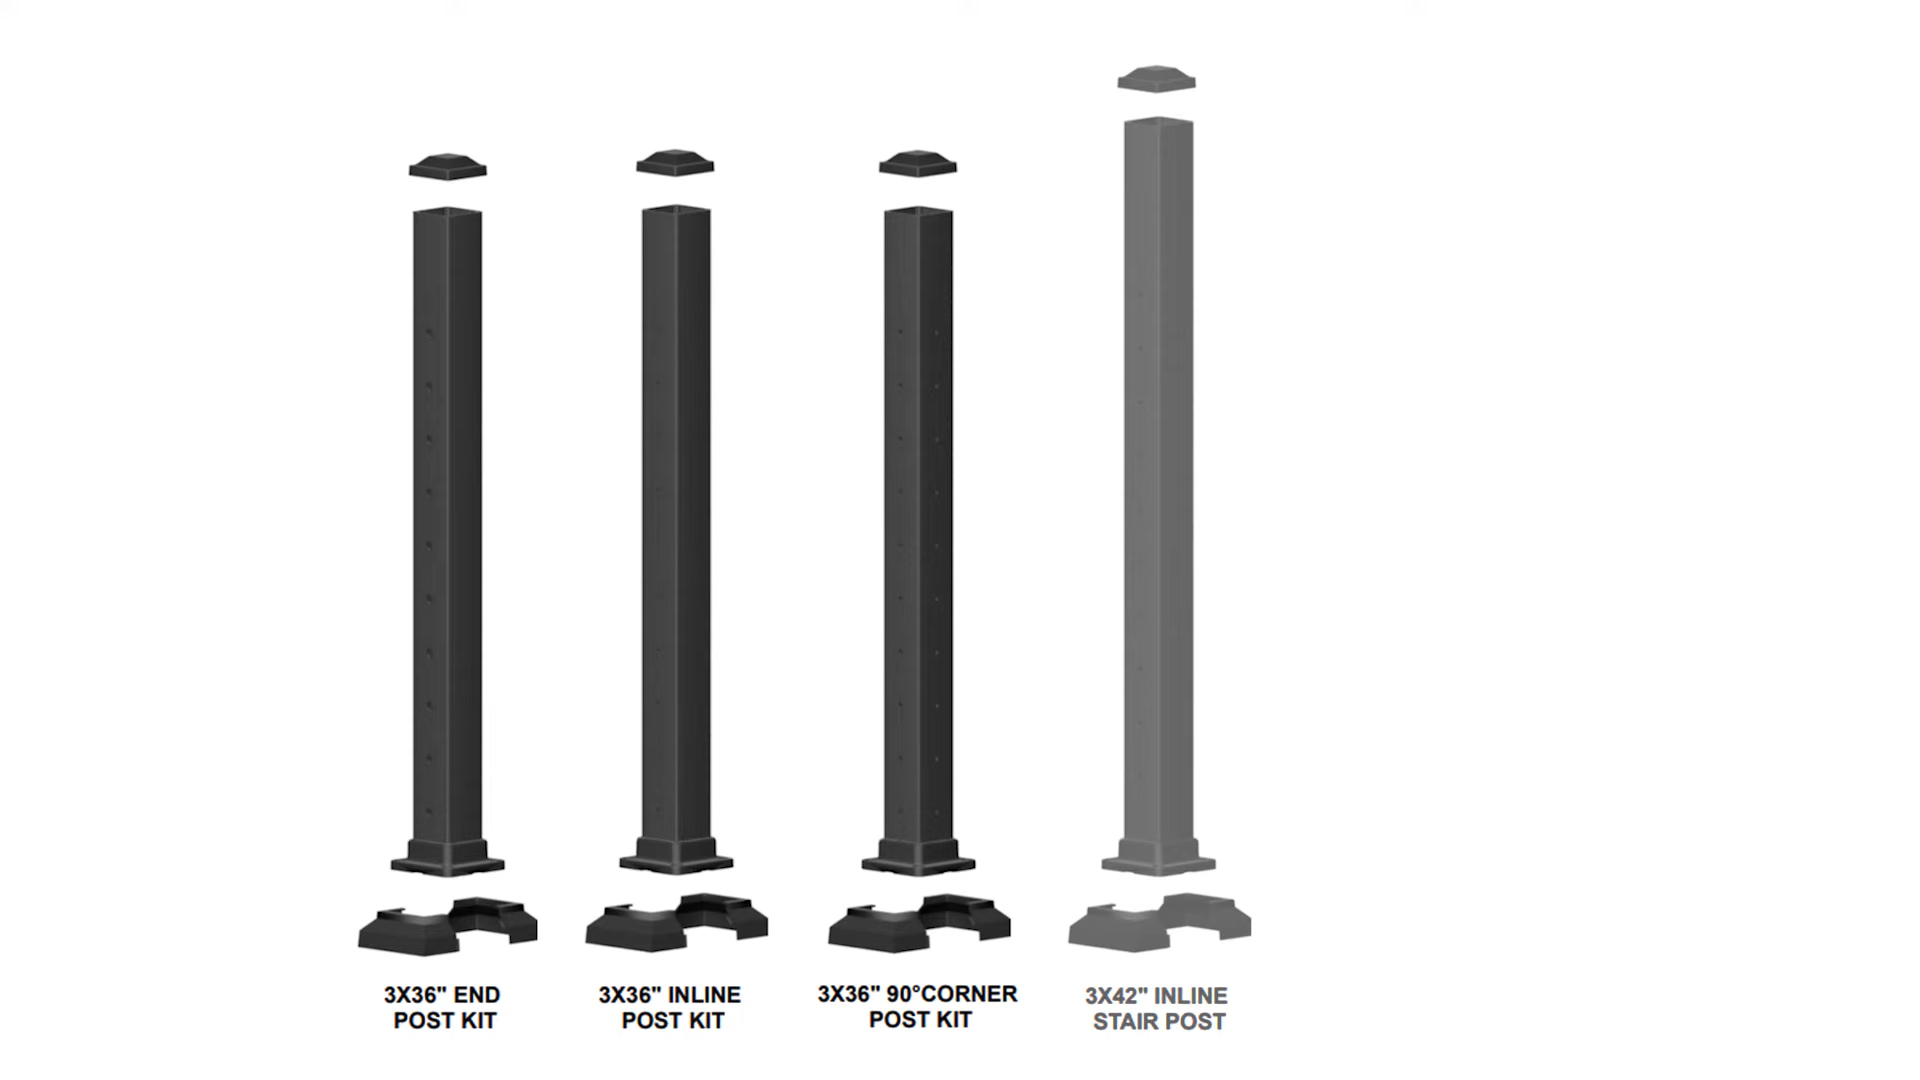 3X36" END
POST KIT
3X36" INLINE
POST KIT
3X36" 90°CORNER
POST KIT
3X42" INLINE
STAIR POST